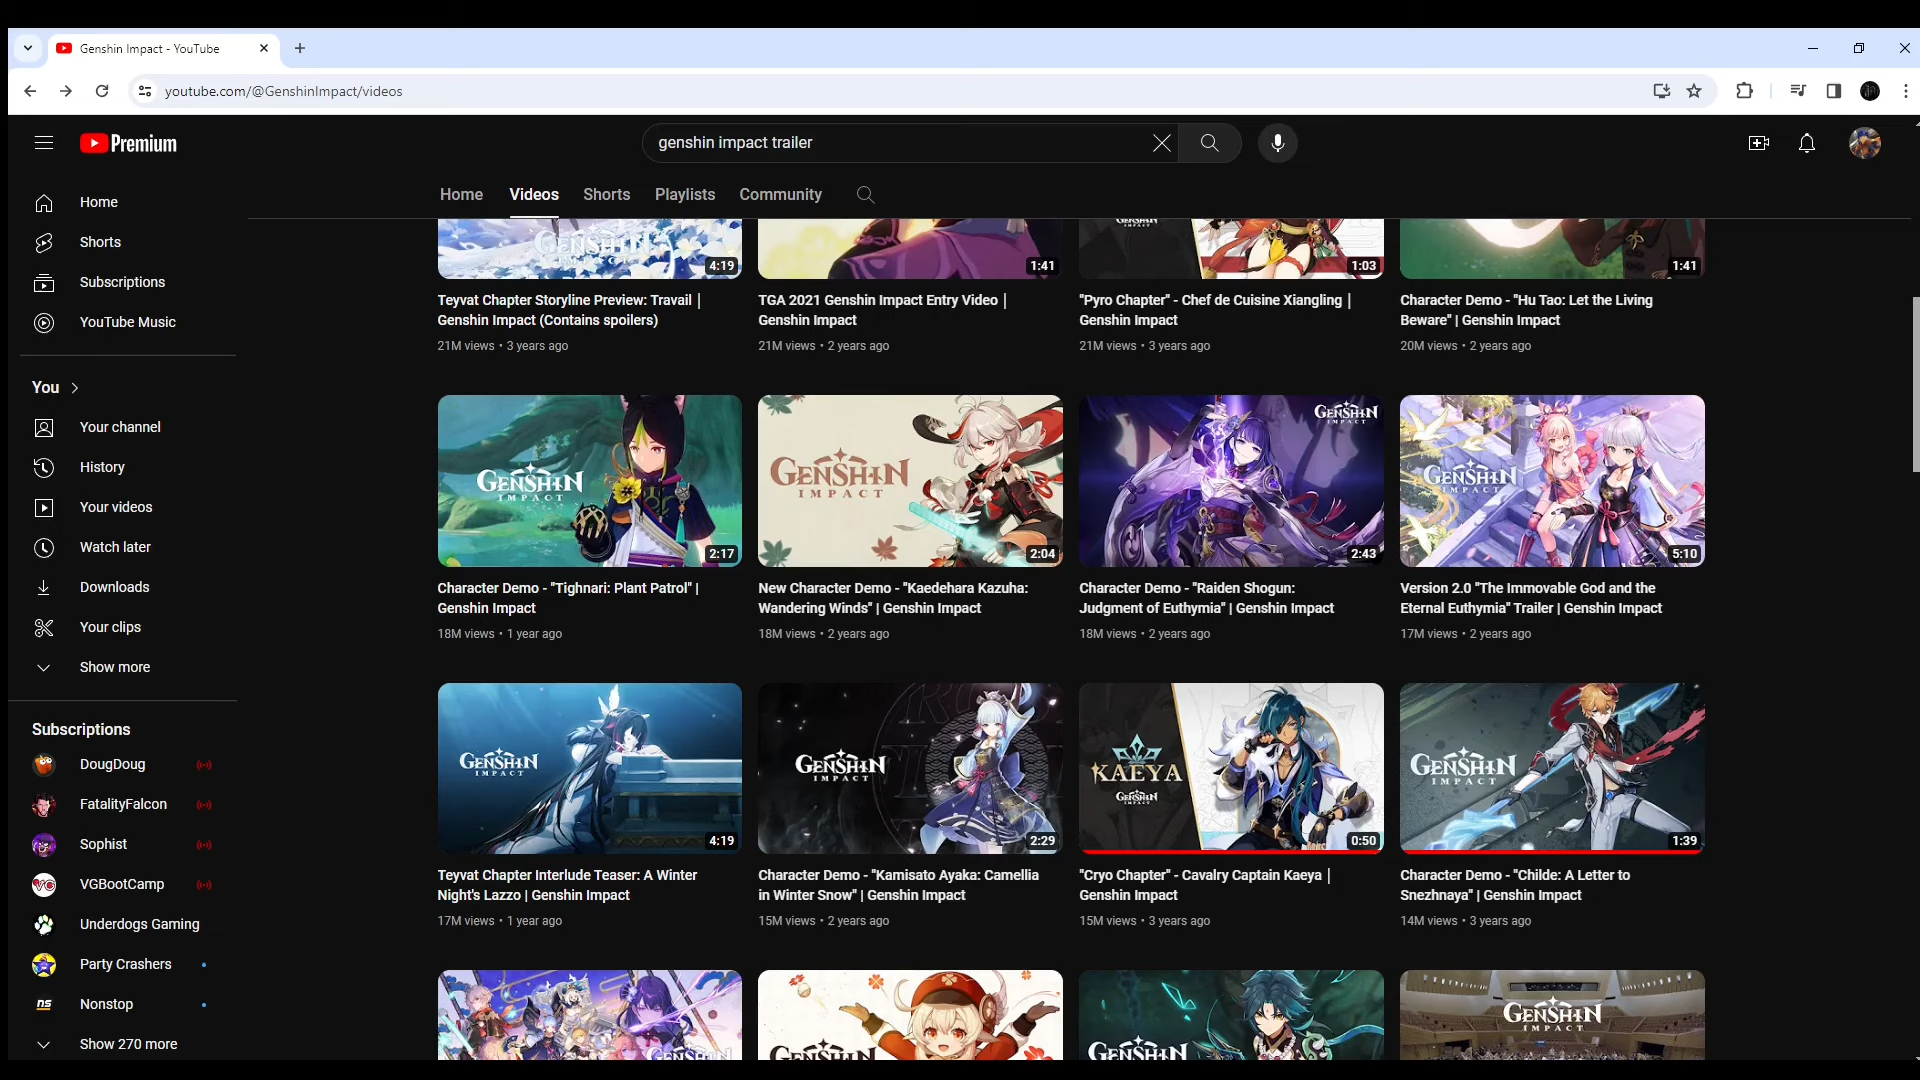 Genshin Impact - YouTube
youtube.com/@GenshinImpact/videos
Premium
genshin impact trailer
Home
Videos
Shorts
Playlists
Community
Home
Shorts
Subscriptions
YouTube Music
You
Your channel
History
Your videos
Watch later
Downloads
Your clips
Show more
Subscriptions
DougDoug
FatalityFalcon
Sophist
VGBootCamp
Underdogs Gaming
Party Crashers
Nonstop
Show 270 more
GENSHIN
IMPACT
4:19
Teyvat Chapter Storyline Preview: Travail |
Genshin Impact (Contains spoilers)
21M views • 3 years ago
1:41
TGA 2021 Genshin Impact Entry Video |
Genshin Impact
21M views • 2 years ago
GENSHIN
IMPACT
1:03
"Pyro Chapter" - Chef de Cuisine Xiangling |
Genshin Impact
21M views • 3 years ago
1:41
Character Demo - "Hu Tao: Let the Living
Beware" | Genshin Impact
20M views • 2 years ago
GENSHIN
IMPACT
2:17
Character Demo - "Tighnari: Plant Patrol" |
Genshin Impact
18M views • 1 year ago
GENSHIN
IMPACT
2:04
New Character Demo - "Kaedehara Kazuha:
Wandering Winds" | Genshin Impact
18M views • 2 years ago
GENSHIN
IMPACT
2:43
Character Demo - "Raiden Shogun:
Judgment of Euthymia" | Genshin Impact
18M views • 2 years ago
GENSHIN
IMPACT
5:10
Version 2.0 "The Immovable God and the
Eternal Euthymia" Trailer | Genshin Impact
17M views • 2 years ago
GENSHIN
IMPACT
4:19
Teyvat Chapter Interlude Teaser: A Winter
Night's Lazzo | Genshin Impact
17M views • 1 year ago
GENSHIN
IMPACT
2:29
Character Demo - "Kamisato Ayaka: Camellia
in Winter Snow" | Genshin Impact
15M views • 2 years ago
KAEYA
GENSHIN
IMPACT
0:50
"Cryo Chapter" - Cavalry Captain Kaeya |
Genshin Impact
15M views • 3 years ago
GENSHIN
IMPACT
1:39
Character Demo - "Childe: A Letter to
Snezhnaya" | Genshin Impact
14M views • 3 years ago
GENSHIN
GENSHIN
GENSHIN
GENSHIN
IMPACT